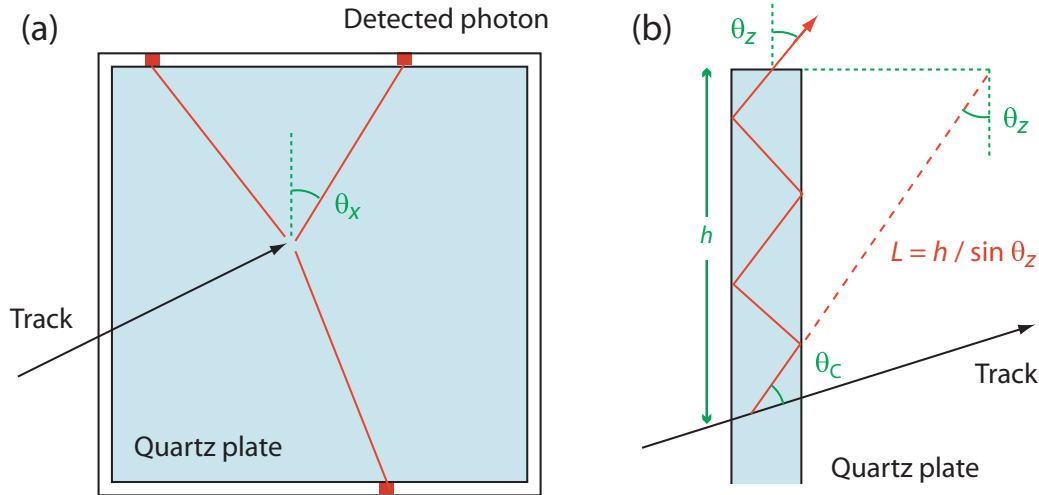 (a)
Detected photon
θx
Track
Quartz plate
(b)
θz
θz
h
L = h / sin θz
θC
Track
Quartz plate